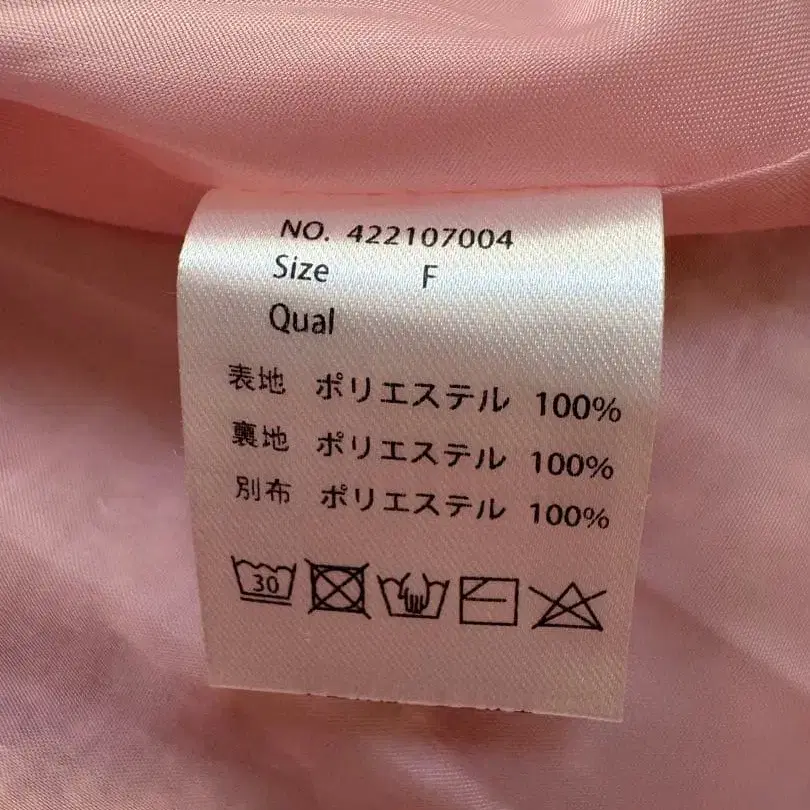 NO. 422107004
Size F
Qual
表地 ポリエステル 100%
裏地 ポリエステル 100%
別布 ポリエステル 100%
30